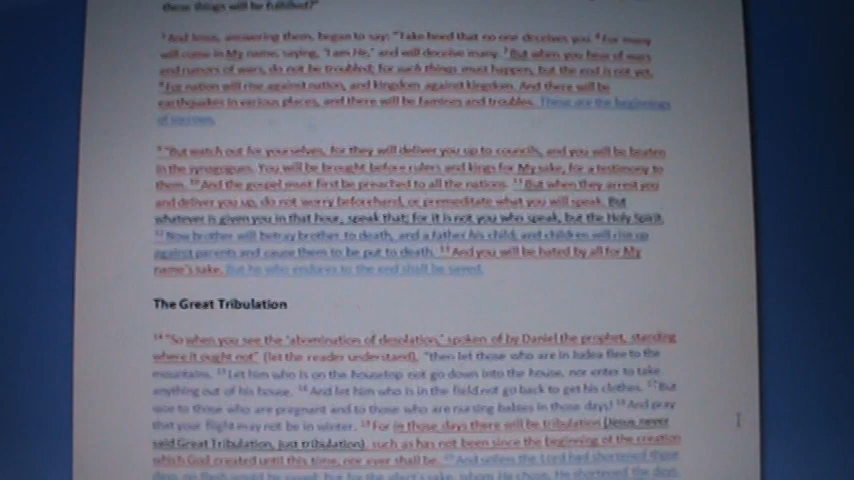 these things will be fulfilled?"
⁵ And Jesus, answering them, began to say: "Take heed that no one deceives you. ⁶ For many
will come in My name, saying, 'I am He,' and will deceive many. ⁷ But when you hear of wars
and rumors of wars, do not be troubled; for such things must happen, but the end is not yet.
⁸ For nation will rise against nation, and kingdom against kingdom. And there will be
earthquakes in various places, and there will be famines and troubles. These are the beginnings
of sorrows.
⁹ "But watch out for yourselves, for they will deliver you up to councils, and you will be beaten
in the synagogues. You will be brought before rulers and kings for My sake, for a testimony to
them. ¹⁰ And the gospel must first be preached to all the nations. ¹¹ But when they arrest you
and deliver you up, do not worry beforehand, or premeditate what you will speak. But
whatever is given you in that hour, speak that; for it is not you who speak, but the Holy Spirit.
¹² Now brother will betray brother to death, and a father his child; and children will rise up
against parents and cause them to be put to death. ¹³ And you will be hated by all for My
name's sake. But he who endures to the end shall be saved.
The Great Tribulation
¹⁴ "So when you see the 'abomination of desolation,' spoken of by Daniel the prophet, standing
where it ought not" (let the reader understand), "then let those who are in Judea flee to the
mountains. ¹⁵ Let him who is on the housetop not go down into the house, nor enter to take
anything out of his house. ¹⁶ And let him who is in the field not go back to get his clothes. ¹⁷ But
woe to those who are pregnant and to those who are nursing babies in those days! ¹⁸ And pray
that your flight may not be in winter. ¹⁹ For in those days there will be tribulation (Jesus never
said Great Tribulation, just tribulation), such as has not been since the beginning of the creation
which God created until this time, nor ever shall be. ²⁰ And unless the Lord had shortened those
days, no flesh would be saved; but for the elect's sake, whom He chose, He shortened the days.